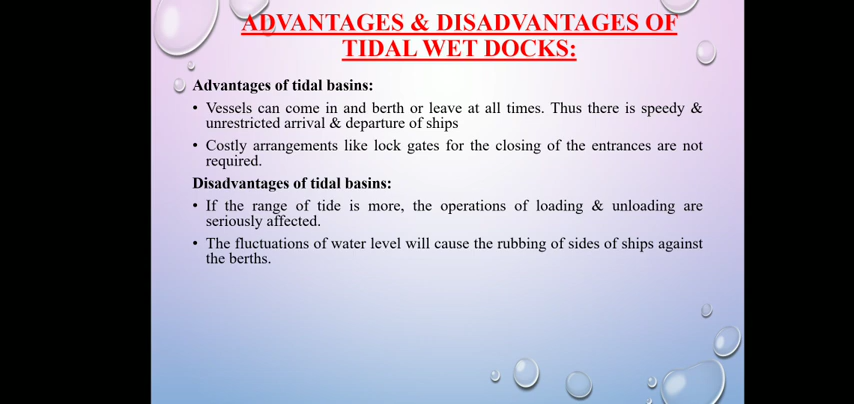 ADVANTAGES & DISADVANTAGES OF
TIDAL WET DOCKS:
Advantages of tidal basins:
• Vessels can come in and berth or leave at all times. Thus there is speedy &
unrestricted arrival & departure of ships
• Costly arrangements like lock gates for the closing of the entrances are not
required.
Disadvantages of tidal basins:
• If the range of tide is more, the operations of loading & unloading are
seriously affected.
• The fluctuations of water level will cause the rubbing of sides of ships against
the berths.